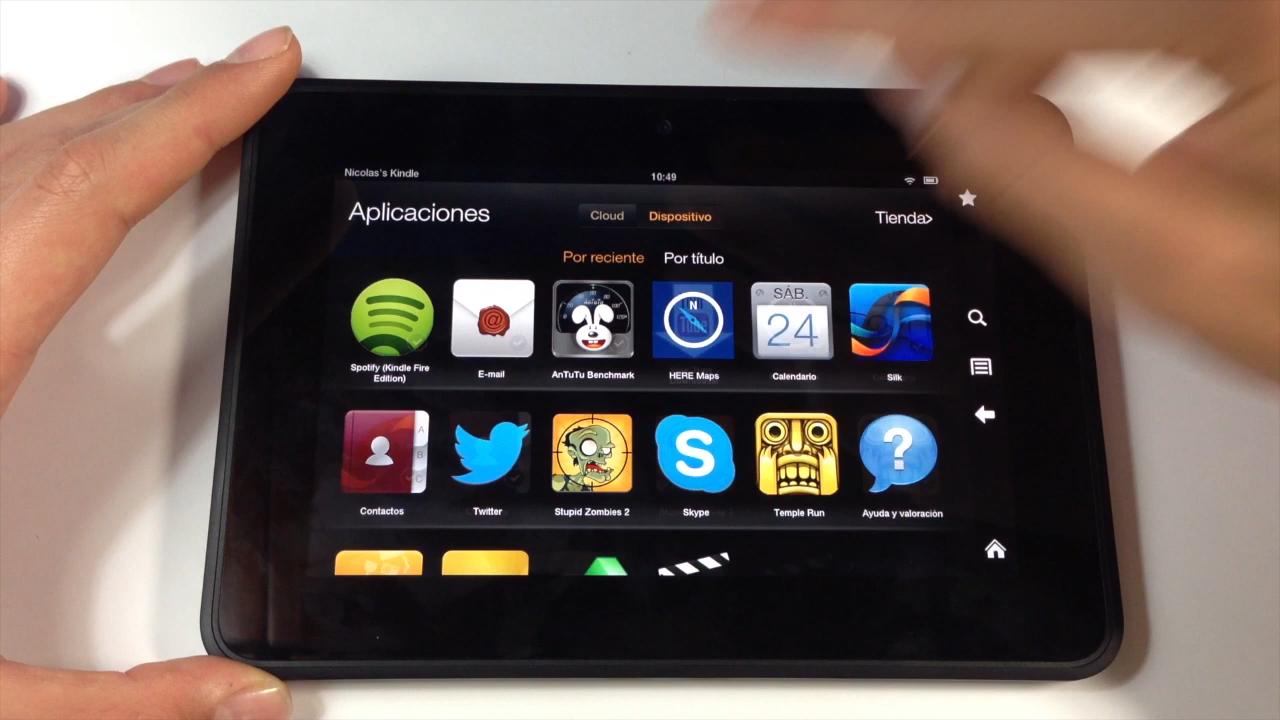 Nicolas's Kindle
10:49
Aplicaciones
Cloud Dispositivo
Tienda>
Por reciente Por título
N
SÁB.
24
@
AnTuTu
Spotify (Kindle Fire
Edition)
E-mail
AnTuTu Benchmark
HERE Maps
Calendario
Silk
A
B
C
S
?
Contactos
Twitter
Stupid Zombies 2
Skype
Temple Run
Ayuda y valoración